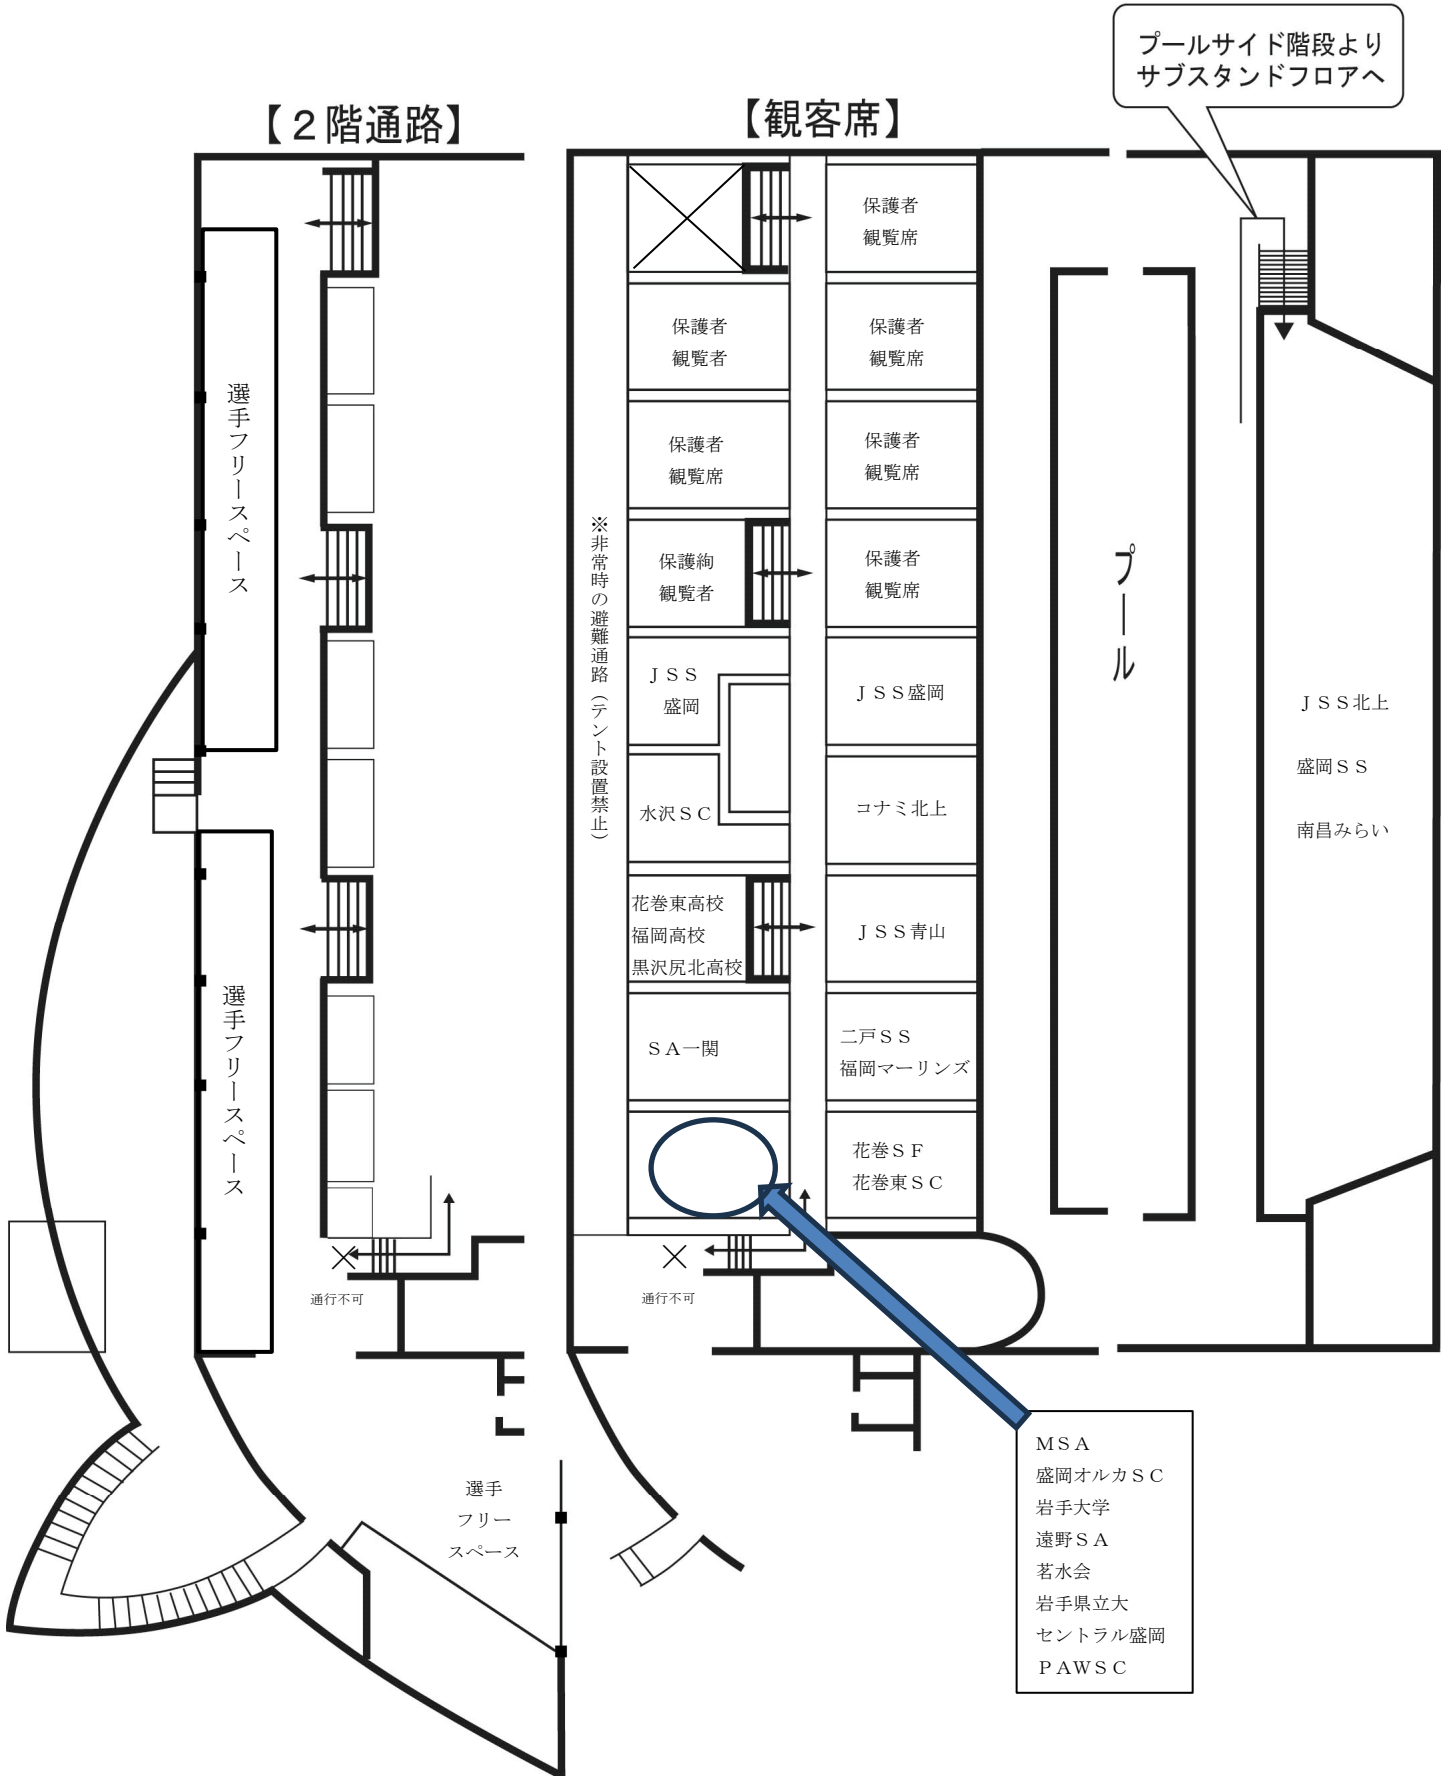 プールサイド階段より
サブスタンドフロアへ
【２階通路】
【観客席】
選手フリースペース
選手フリースペース
選手
フリー
スペース
通行不可
※非常時の避難通路（テント設置禁止）
保護者
観覧者
保護者
観覧席
保護絢
観覧者
ＪＳＳ
盛岡
水沢ＳＣ
花巻東高校
福岡高校
黒沢尻北高校
ＳＡ一関
通行不可
保護者
観覧席
保護者
観覧席
保護者
観覧席
保護者
観覧席
ＪＳＳ盛岡
コナミ北上
ＪＳＳ青山
二戸ＳＳ
福岡マーリンズ
花巻ＳＦ
花巻東ＳＣ
プール
ＪＳＳ北上
盛岡ＳＳ
南昌みらい
ＭＳＡ
盛岡オルカＳＣ
岩手大学
遠野ＳＡ
茗水会
岩手県立大
セントラル盛岡
ＰＡＷＳＣ